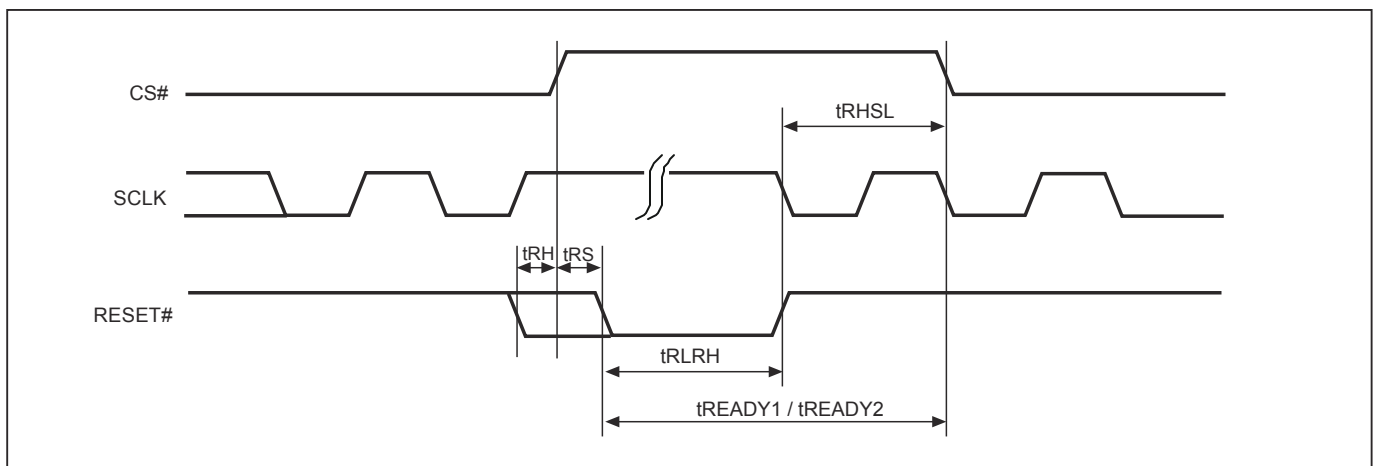 CS#
tRHSL
SCLK
tRH tRS
RESET#
tRLRH
tREADY1 / tREADY2